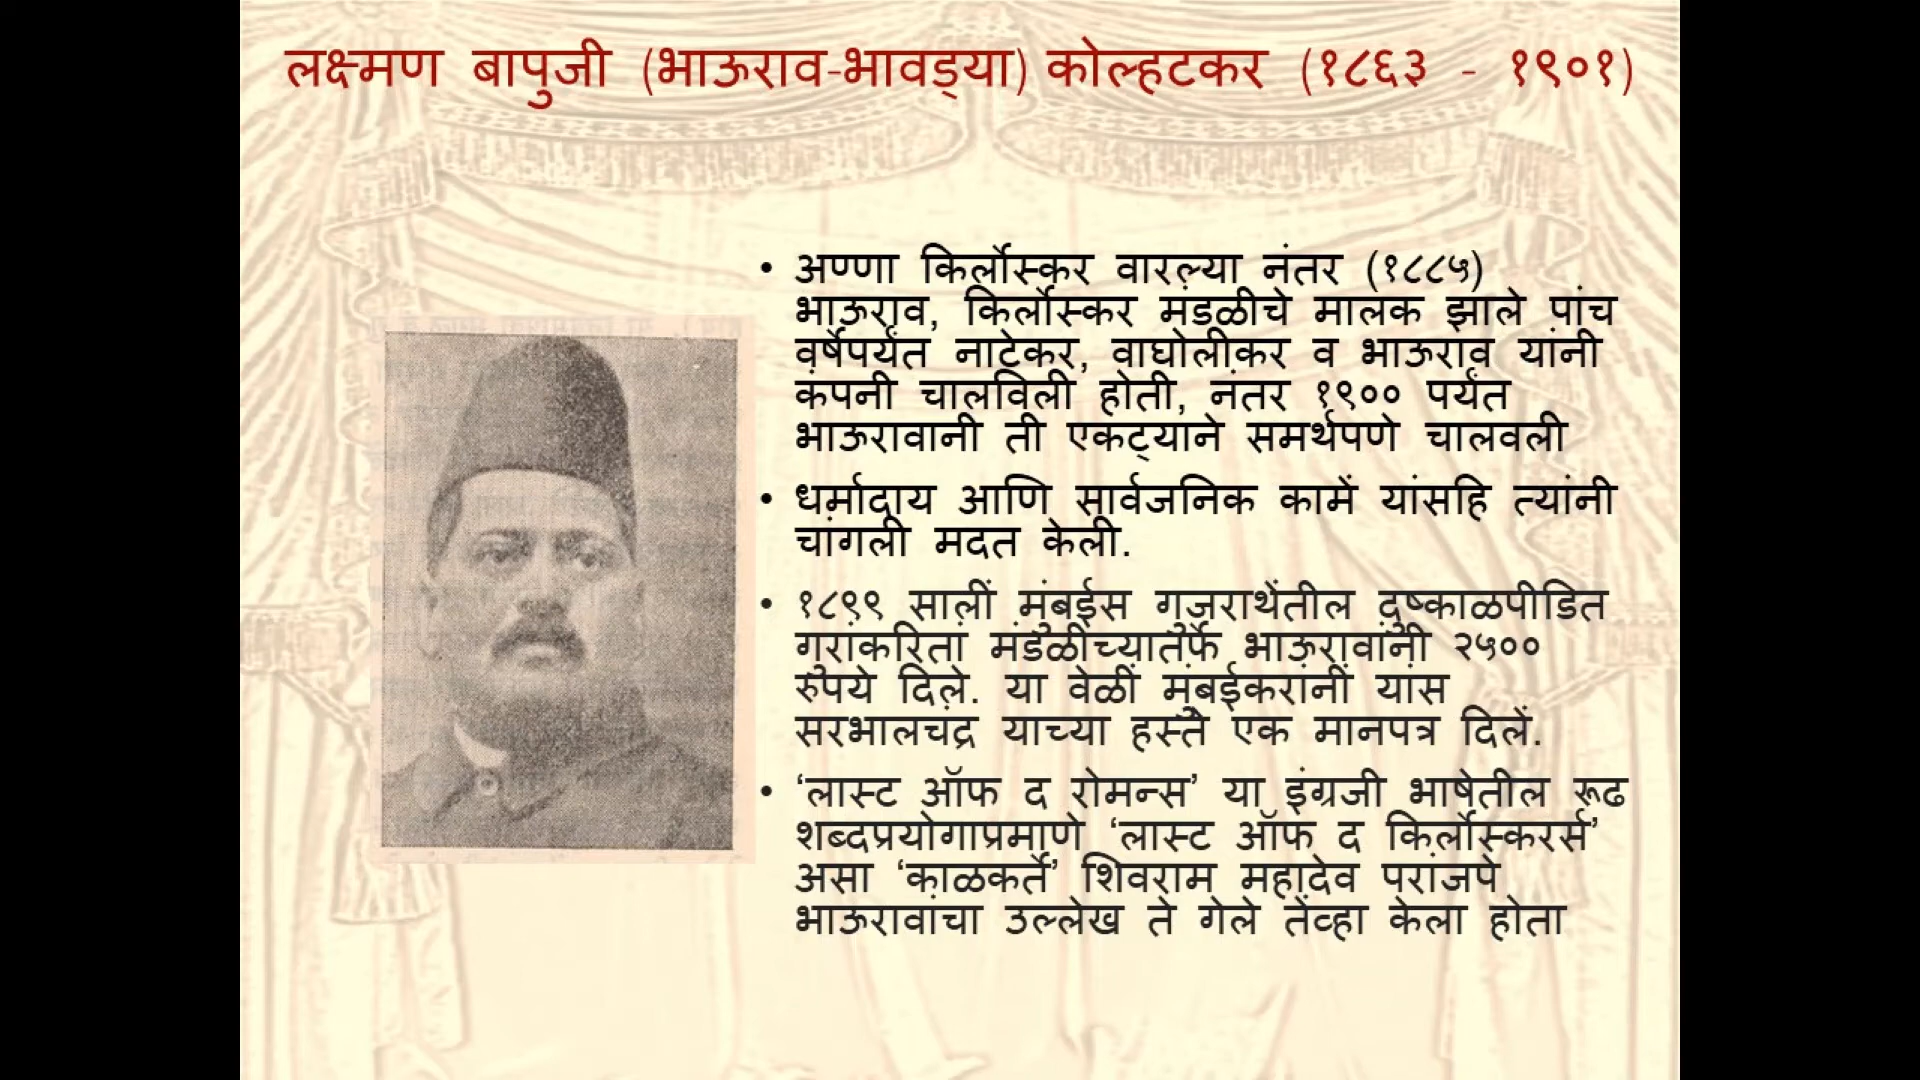 लक्ष्मण बापुजी (भाऊराव-भावड्या) कोल्हटकर (१८६३ - १९०१)
• अण्णा किर्लोस्कर वारल्या नंतर (१८८५)
भाऊराव, किर्लोस्कर मंडळीचे मालक झाले पांच
वर्षेपर्यंत नाटेकर, वाघोलीकर व भाऊराव यांनी
कंपनी चालविली होती, नंतर १९०० पर्यंत
भाऊरावानी ती एकट्याने समर्थपणे चालवली
• धर्मादाय आणि सार्वजनिक कामें यांसहि त्यांनी
चांगली मदत केली.
• १८९९ सालीं मुंबईस गुजराथेंतील दुष्काळपीडित
गुरांकरिता मंडळीच्यातर्फे भाऊरावांनी २५००
रुपये दिले. या वेळीं मुंबईकरांनीं यांस
सरभालचंद्र याच्या हस्ते एक मानपत्र दिलें.
• ‘लास्ट ऑफ द रोमन्स’ या इंग्रजी भाषेतील रूढ
शब्दप्रयोगाप्रमाणे ‘लास्ट ऑफ द किर्लोस्करर्स’
असा ‘काळकर्ते’ शिवराम महादेव परांजपे
भाऊरावांचा उल्लेख ते गेले तेंव्हा केला होता